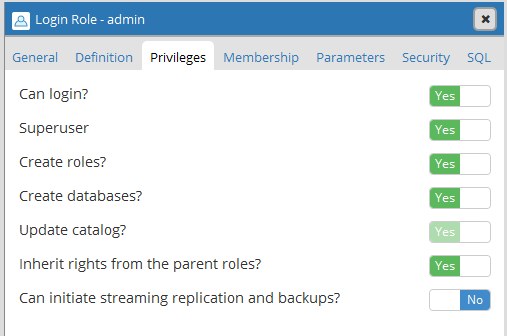 Login Role - admin
General Definition Privileges Membership Parameters Security SQL
Can login? Yes
Superuser Yes
Create roles? Yes
Create databases? Yes
Update catalog? Yes
Inherit rights from the parent roles? Yes
Can initiate streaming replication and backups? No